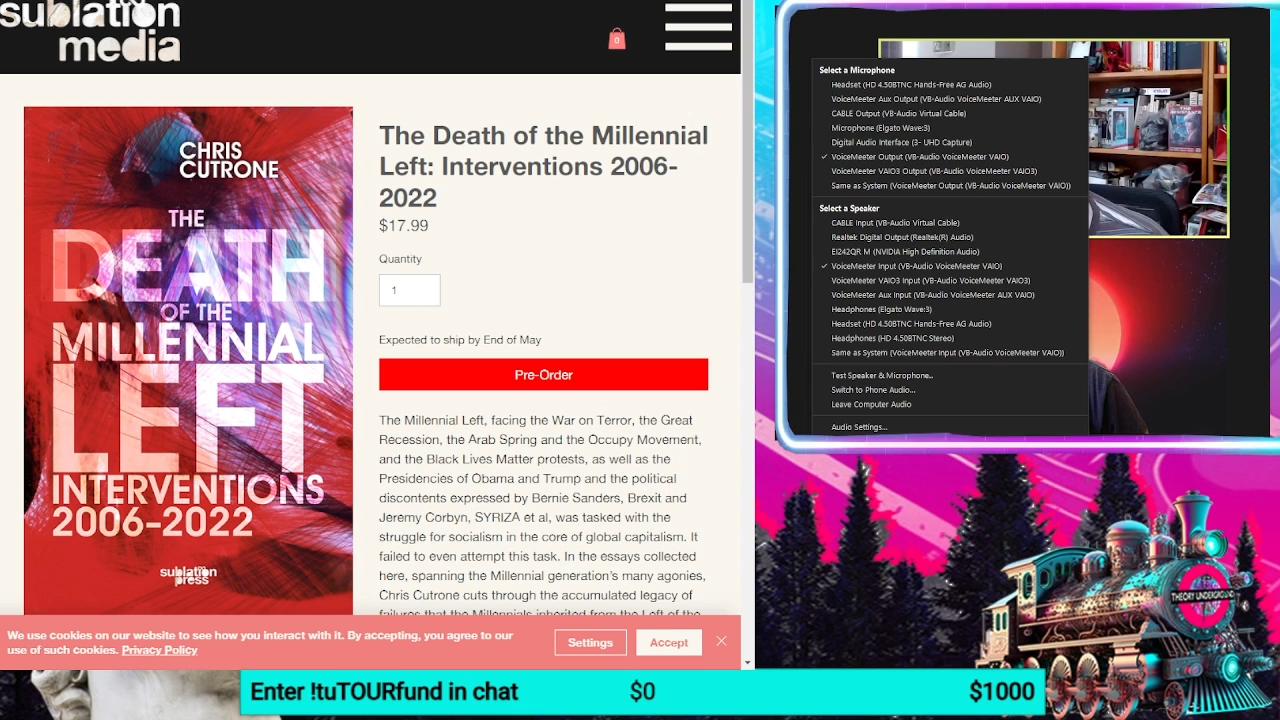 sublation
media
0
CHRIS
CUTRONE
THE
DEATH
OF THE
MILLENNIAL
LEFT
INTERVENTIONS
2006-2022
sublation
press
The Death of the Millennial
Left: Interventions 2006-
2022
$17.99
Quantity
1
Expected to ship by End of May
Pre-Order
The Millennial Left, facing the War on Terror, the Great
Recession, the Arab Spring and the Occupy Movement,
and the Black Lives Matter protests, as well as the
Presidencies of Obama and Trump and the political
discontents expressed by Bernie Sanders, Brexit and
Jeremy Corbyn, SYRIZA et al, was tasked with the
struggle for socialism in the core of global capitalism. It
failed to even attempt this task. In the essays collected
here, spanning the Millennial generation's many agonies,
Chris Cutrone cuts through the accumulated legacy of
failures that the Millennials inherited from the Left of the
We use cookies on our website to see how you interact with it. By accepting, you agree to our
use of such cookies. Privacy Policy
Settings
Accept
Select a Microphone
Headset (HD 4.50BTNC Hands-Free AG Audio)
VoiceMeeter Aux Output (VB-Audio VoiceMeeter AUX VAIO)
CABLE Output (VB-Audio Virtual Cable)
Microphone (Elgato Wave:3)
Digital Audio Interface (3- UHD Capture)
✓ VoiceMeeter Output (VB-Audio VoiceMeeter VAIO)
VoiceMeeter VAIO3 Output (VB-Audio VoiceMeeter VAIO3)
Same as System (VoiceMeeter Output (VB-Audio VoiceMeeter VAIO))
Select a Speaker
CABLE Input (VB-Audio Virtual Cable)
Realtek Digital Output (Realtek(R) Audio)
EI242QR M (NVIDIA High Definition Audio)
✓ VoiceMeeter Input (VB-Audio VoiceMeeter VAIO)
VoiceMeeter VAIO3 Input (VB-Audio VoiceMeeter VAIO3)
VoiceMeeter Aux Input (VB-Audio VoiceMeeter AUX VAIO)
Headphones (Elgato Wave:3)
Headset (HD 4.50BTNC Hands-Free AG Audio)
Headphones (HD 4.50BTNC Stereo)
Same as System (VoiceMeeter Input (VB-Audio VoiceMeeter VAIO))
Test Speaker & Microphone...
Switch to Phone Audio...
Leave Computer Audio
Audio Settings...
THEORY UNDERGROUND
Enter !tuTOURfund in chat
$0
$1000